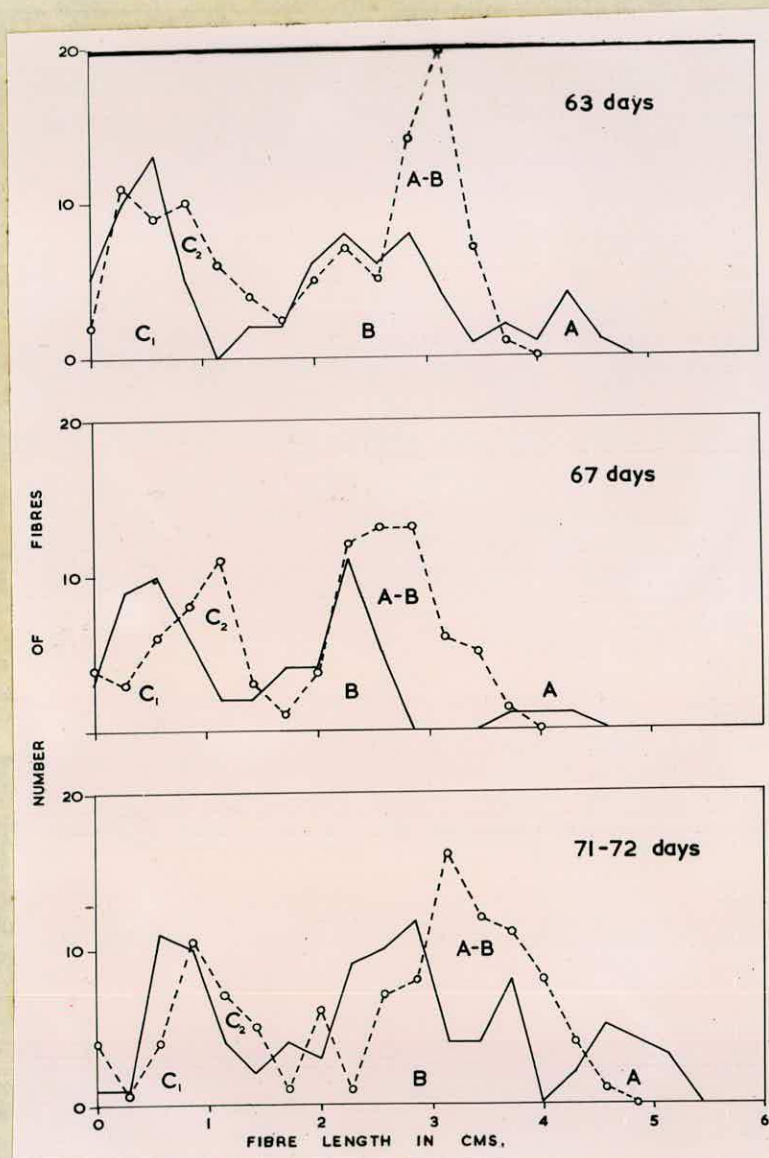 20
63 days
A-B
10
C₂
C₁
B
A
0
20
67 days
10
A-B
C₂
C₁
B
A
20
71-72 days
10
A-B
C₂
C₁
B
A
0
0 1 2 3 4 5 6
FIBRE LENGTH IN CMS.
NUMBER OF FIBRES